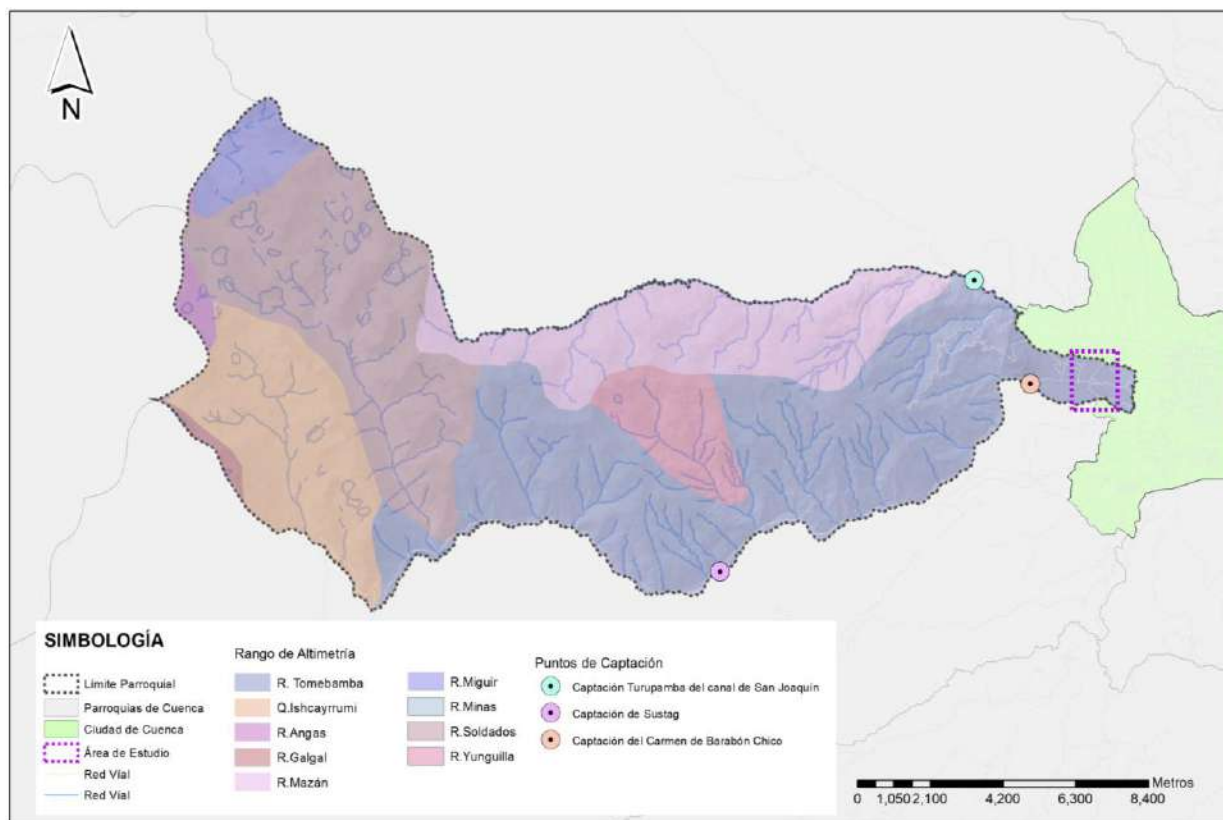 N
SIMBOLOGÍA
Límite Parroquial
Parroquias de Cuenca
Ciudad de Cuenca
Área de Estudio
Red Víal
Red Víal
Rango de Altimetría
R. Tomebamba
Q.Ishcayrrumi
R.Angas
R.Galgal
R.Mazán
R.Miguir
R.Minas
R.Soldados
R.Yunguilla
Puntos de Captación
Captación Turupamba del canal de San Joaquín
Captación de Sustag
Captación del Carmen de Barabón Chico
Metros
0 1,050 2,100 4,200 6,300 8,400